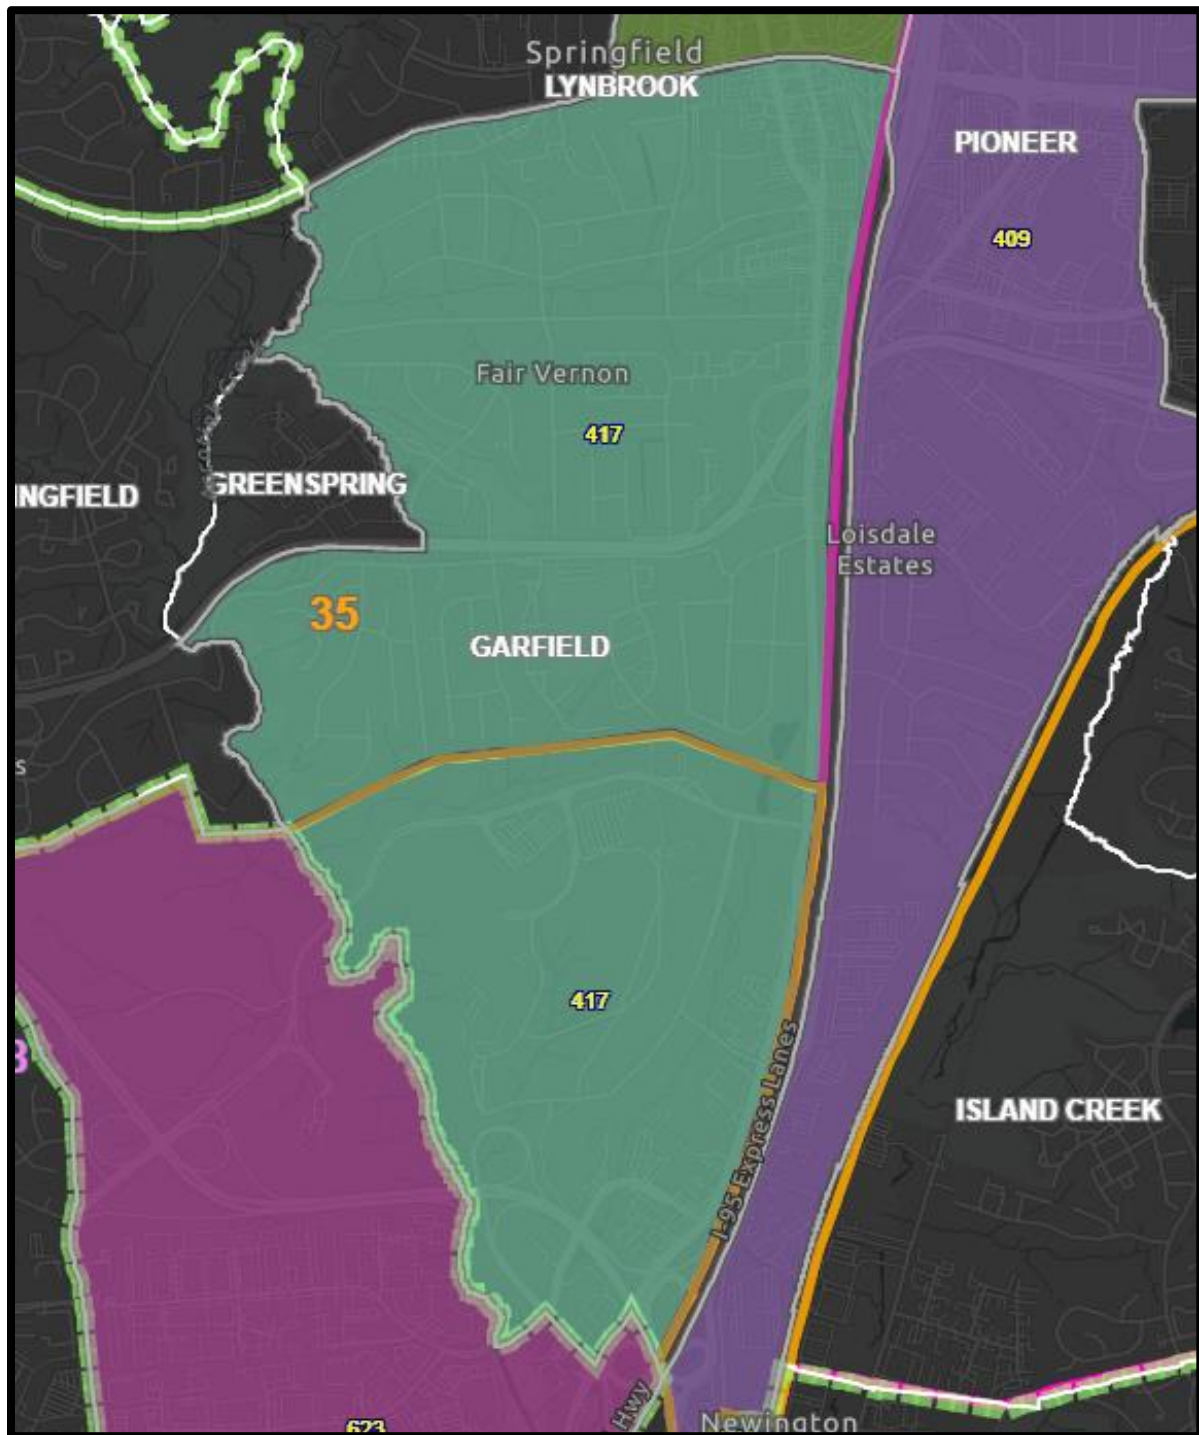 Springfield
LYNBROOK
PIONEER
409
Fair Vernon
417
GREENSPRING
INGFIELD
Loisdale
Estates
35
GARFIELD
s
417
I-95 Express Lanes
ISLAND CREEK
Hwy
Newington
623